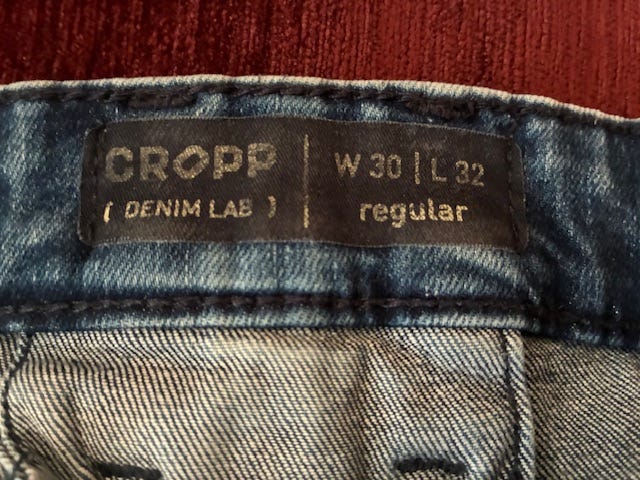 CROPP
( DENIM LAB )
W 30 | L 32
regular